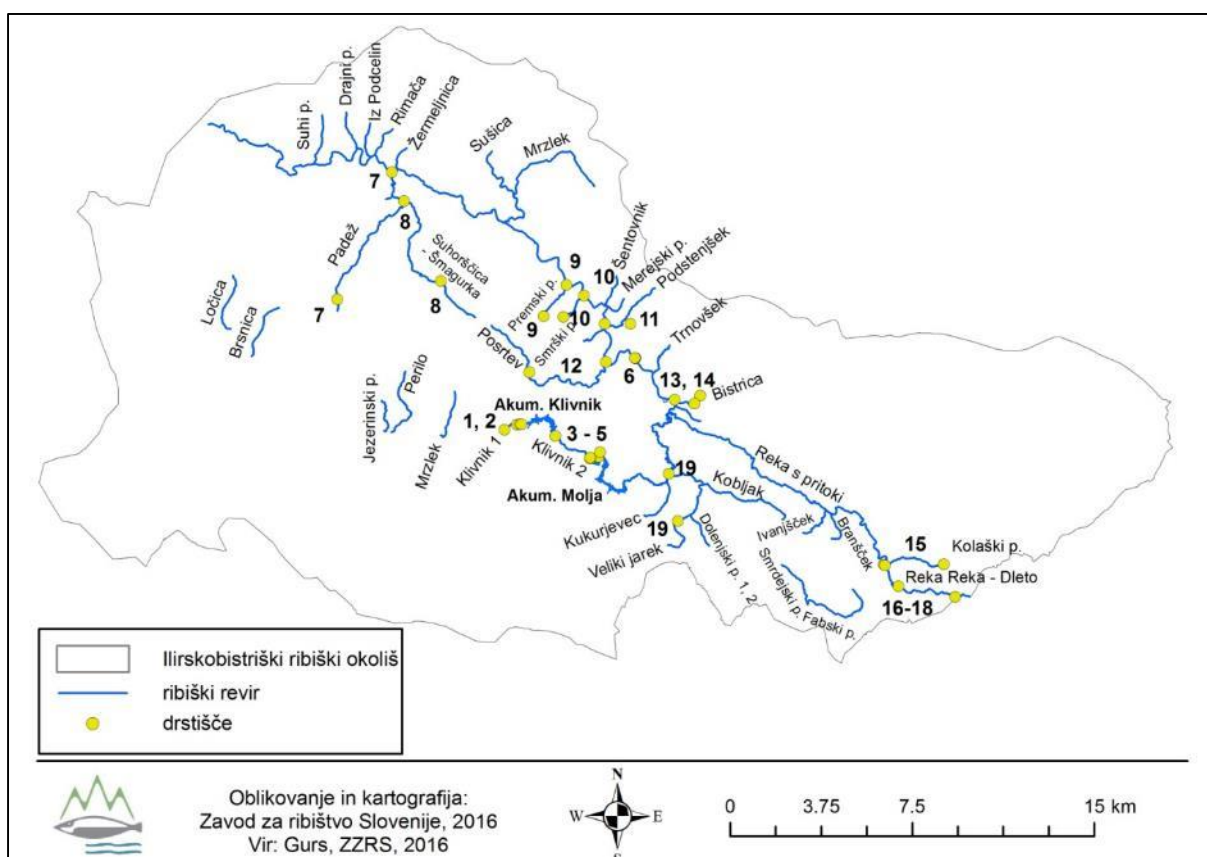 Suhi p.
Drajni p.
Iz Podcelin
Rimača
Žermeljnica
Sušica
Mrzlek
7
8
Padež
Suhorščica
- Šmagurka
8
7
Ločica
Brsnica
9
10
Šentovnik
Merejski p.
Podstenjšek
Premski p.
9
10
Smrški p.
11
Posrtev
12
6
Trnovšek
13, 14
Bistrica
Jezerinski p.
Perilo
Mrzlek
Akum. Klivnik
1, 2
Klivnik 1
3 - 5
Klivnik 2
Akum. Molja
19
Kobljak
Reka s pritoki
Kukurjevec
19
Veliki jarek
Dolenjski p. 1, 2
Ivanjšček
Branšček
Smrdejski p.
Fabski p.
15
Kolaški p.
Reka Reka - Dleto
16-18
Ilirskobistriški ribiški okoliš
ribiški revir
drstišče
Oblikovanje in kartografija:
Zavod za ribištvo Slovenije, 2016
Vir: Gurs, ZZRS, 2016
N
W
E
S
0 3.75 7.5 15 km